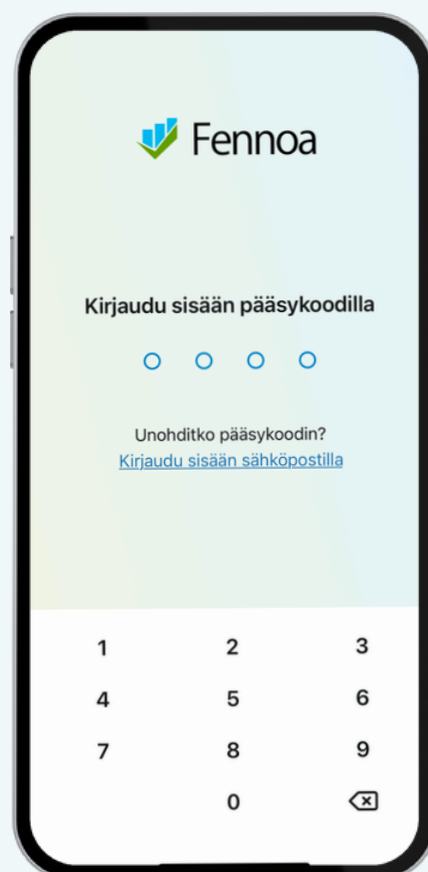 Fennoa
Kirjaudu sisään pääsykoodilla
Unohditko pääsykoodin?
Kirjaudu sisään sähköpostilla
1 2 3
4 5 6
7 8 9
0